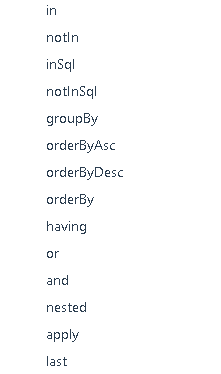 in
notIn
inSql
notInSql
groupBy
orderByAsc
orderByDesc
orderBy
having
or
and
nested
apply
last